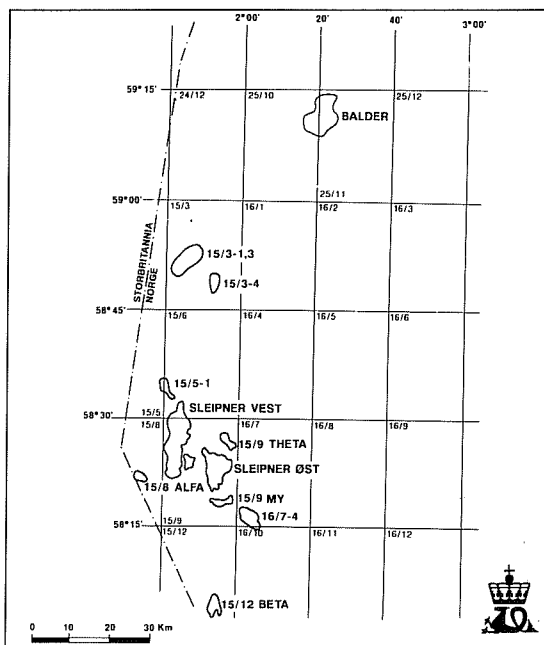 2°00' 20' 40' 3°00'
59°15'
24/12 25/10 25/12
BALDER
25/11
59°00'
15/3 16/1 16/2 16/3
STORBRITANNIA
NORGE
15/3-1,3
15/3-4
58°45'
15/6 16/4 16/5 16/6
15/5-1
SLEIPNER VEST
58°30'
15/5
15/8 16/7 16/8 16/9
15/9 THETA
SLEIPNER ØST
15/8 ALFA
15/9 MY
16/7-4
58°15'
15/9
15/12 16/10 16/11 16/12
15/12 BETA
0 10 20 30 Km